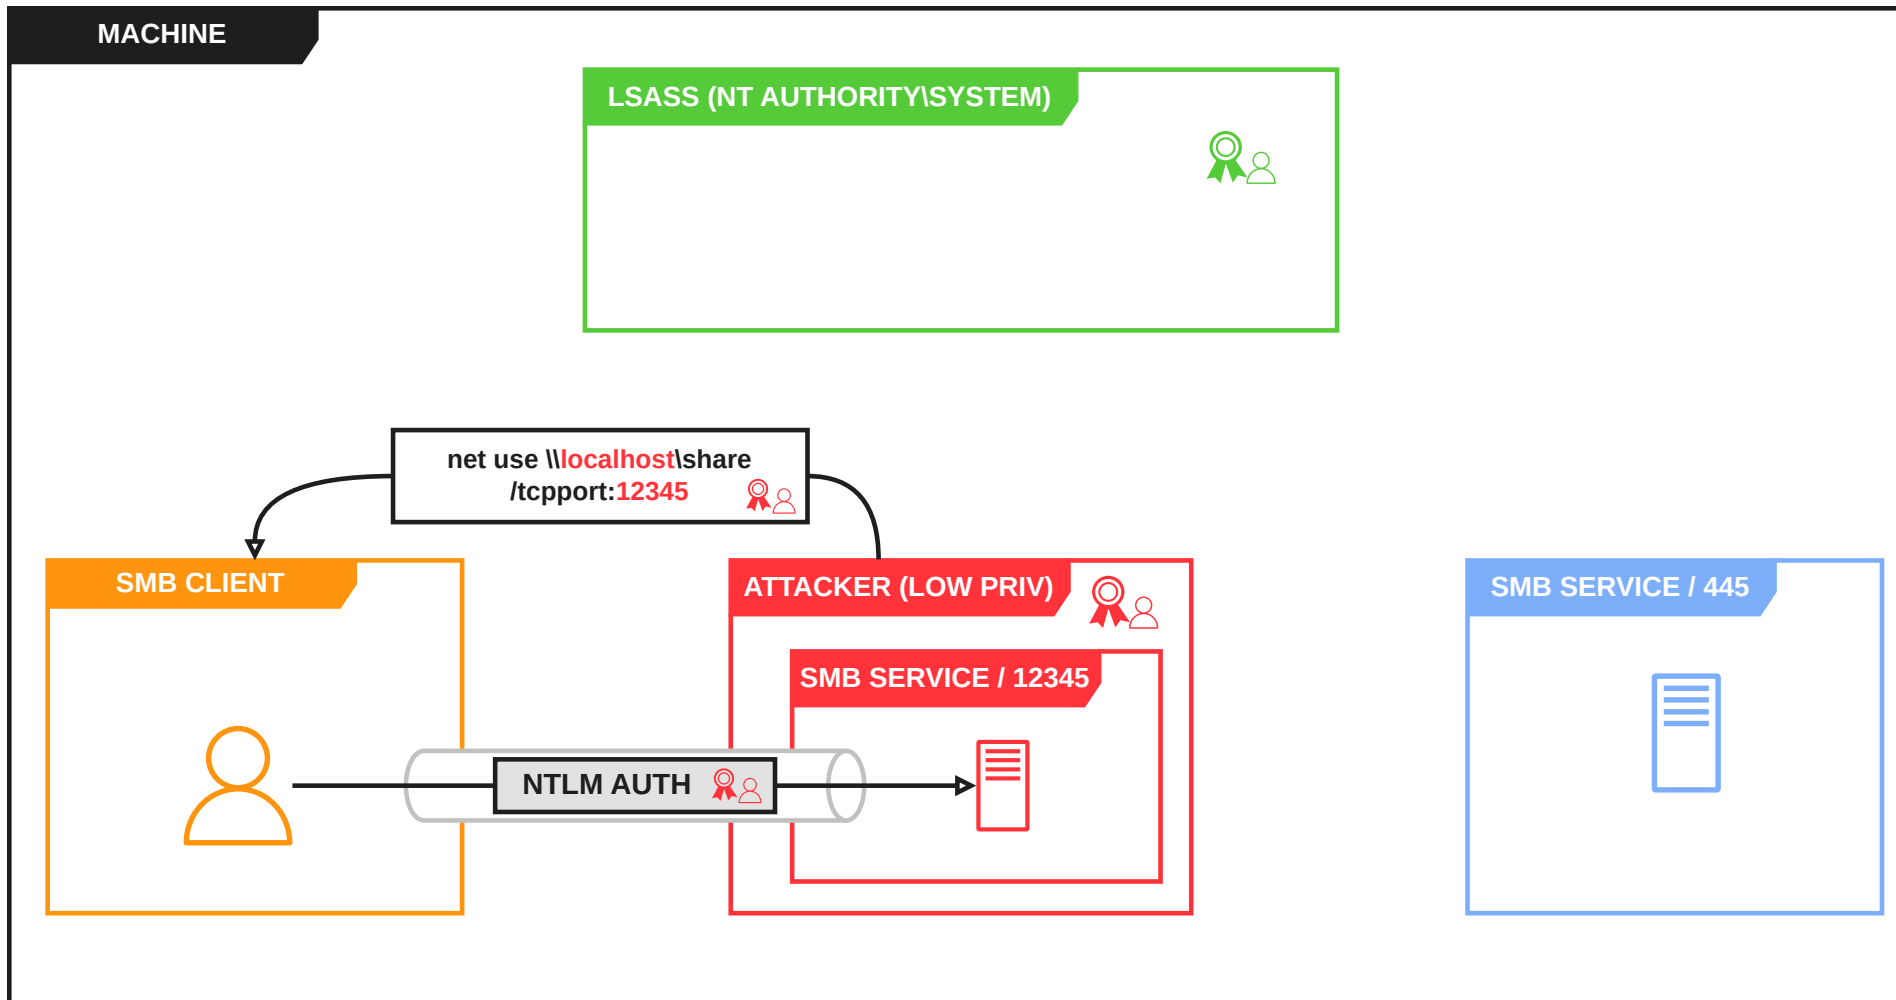 MACHINE
LSASS (NT AUTHORITY\SYSTEM)
net use \\localhost\share
/tcpport:12345
SMB CLIENT
ATTACKER (LOW PRIV)
SMB SERVICE / 445
SMB SERVICE / 12345
NTLM AUTH